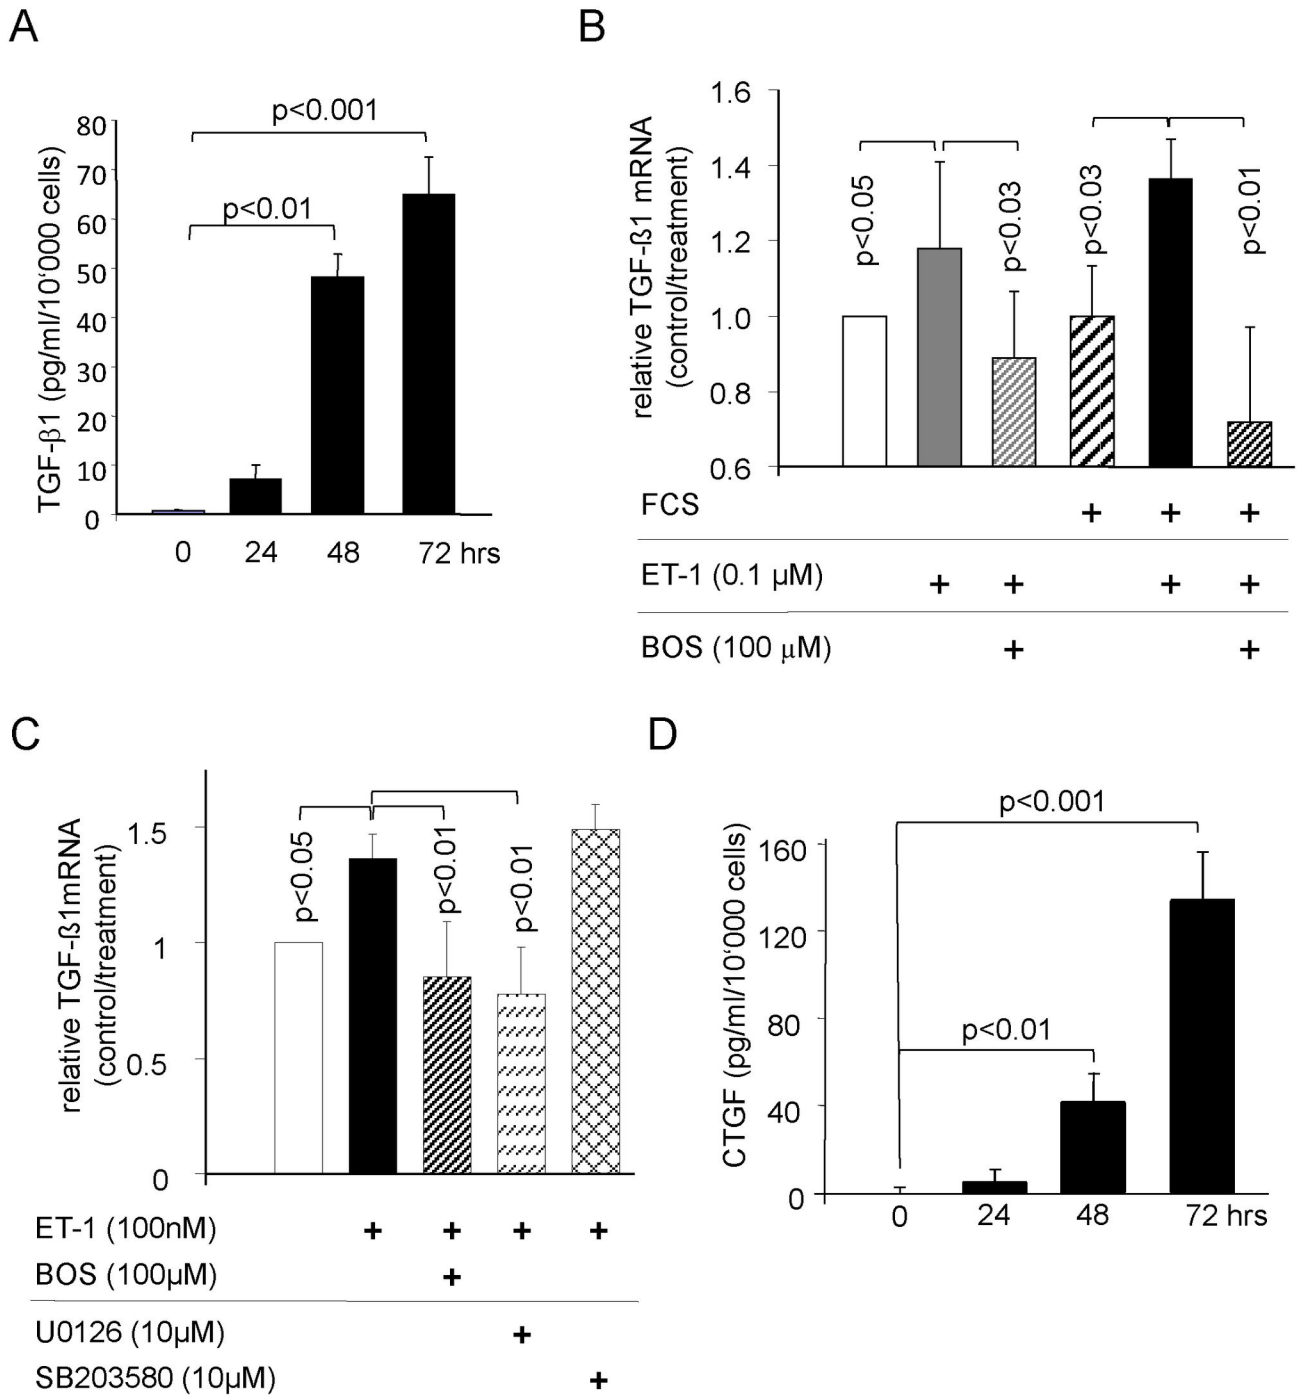 A
p<0.001
p<0.01
TGF-β1 (pg/ml/10‘000 cells)
80
70
60
50
40
30
20
10
0
0 24 48 72 hrs
B
relative TGF-ß1 mRNA
(control/treatment)
1.6
1.4
1.2
1.0
0.8
0.6
p<0.05
p<0.03
p<0.03
p<0.01
FCS + + +
ET-1 (0.1 µM) + + + +
BOS (100 µM) + +
C
relative TGF-ß1mRNA
(control/treatment)
1.5
1
0.5
0
p<0.05
p<0.01
p<0.01
ET-1 (100nM) + + + +
BOS (100µM) +
U0126 (10µM) +
SB203580 (10µM) +
D
p<0.001
p<0.01
CTGF (pg/ml/10‘000 cells)
160
120
80
40
0
0 24 48 72 hrs